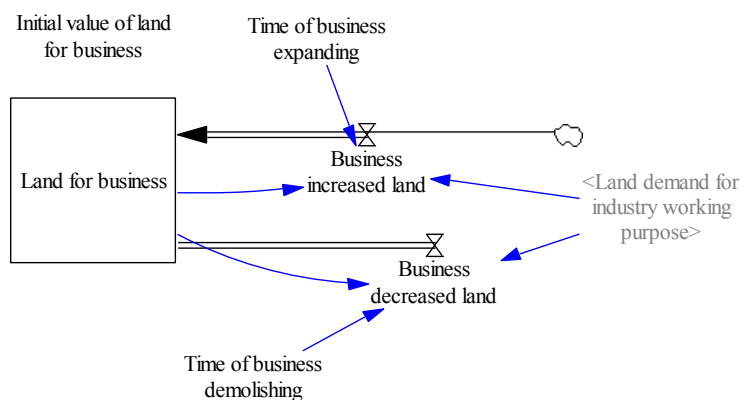 Initial value of land
for business
Time of business
expanding
Land for business
Business
increased land
<Land demand for
industry working
purpose>
Business
decreased land
Time of business
demolishing